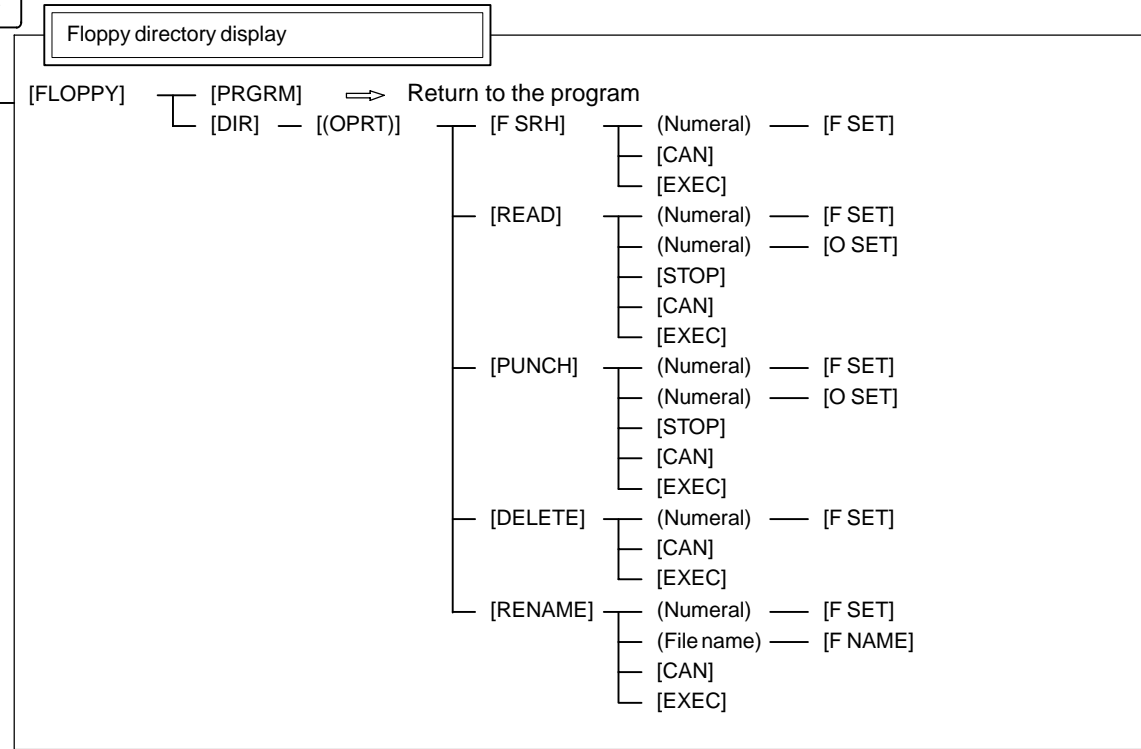 Floppy directory display
[FLOPPY] [PRGRM] Return to the program
[DIR] [(OPRT)] [F SRH] (Numeral) [F SET]
[CAN]
[EXEC]
[READ] (Numeral) [F SET]
(Numeral) [O SET]
[STOP]
[CAN]
[EXEC]
[PUNCH] (Numeral) [F SET]
(Numeral) [O SET]
[STOP]
[CAN]
[EXEC]
[DELETE] (Numeral) [F SET]
[CAN]
[EXEC]
[RENAME] (Numeral) [F SET]
(File name) [F NAME]
[CAN]
[EXEC]